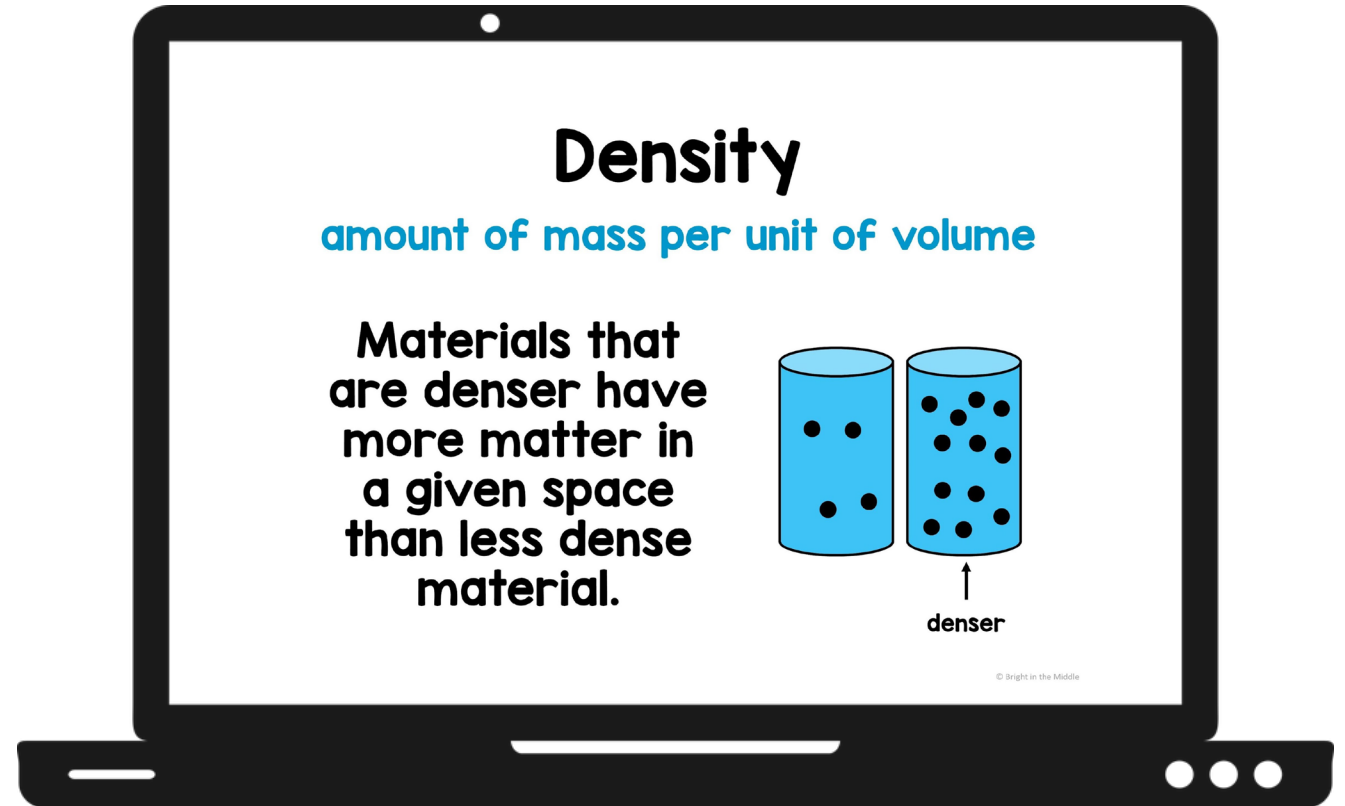 Density
amount of mass per unit of volume
Materials that
are denser have
more matter in
a given space
than less dense
material.
denser
© Bright in the Middle